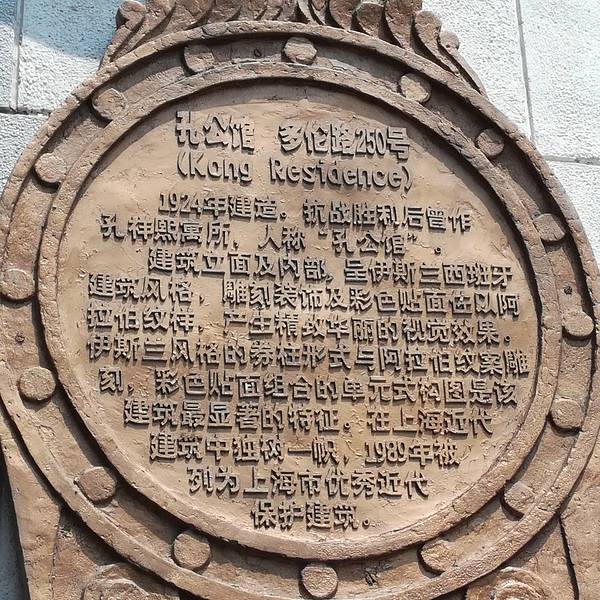 孔公馆 多伦路250号
(Kong Residence)
1924年建造。抗战胜利后曾作
孔祥熙寓所，人称“孔公馆”。
建筑立面及内部，呈伊斯兰西班牙
建筑风格，雕刻装饰及彩色贴面也以阿
拉伯纹样，产生精致华丽的视觉效果。
伊斯兰风格的券柱形式与阿拉伯纹案雕
刻，彩色贴面组合的单元式构图是该
建筑最显著的特征。在上海近代
建筑中独树一帜，1989年被
列为上海市优秀近代
保护建筑。